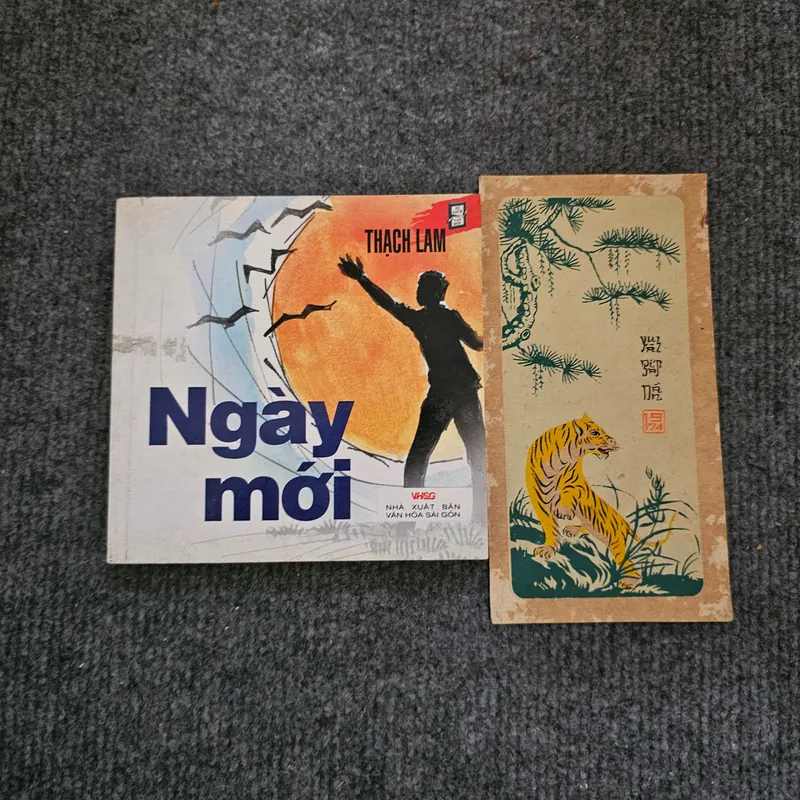 THẠCH LAM
Ngày
mới
VHSG
NHÀ XUẤT BẢN
VĂN HÓA SÀI GÒN